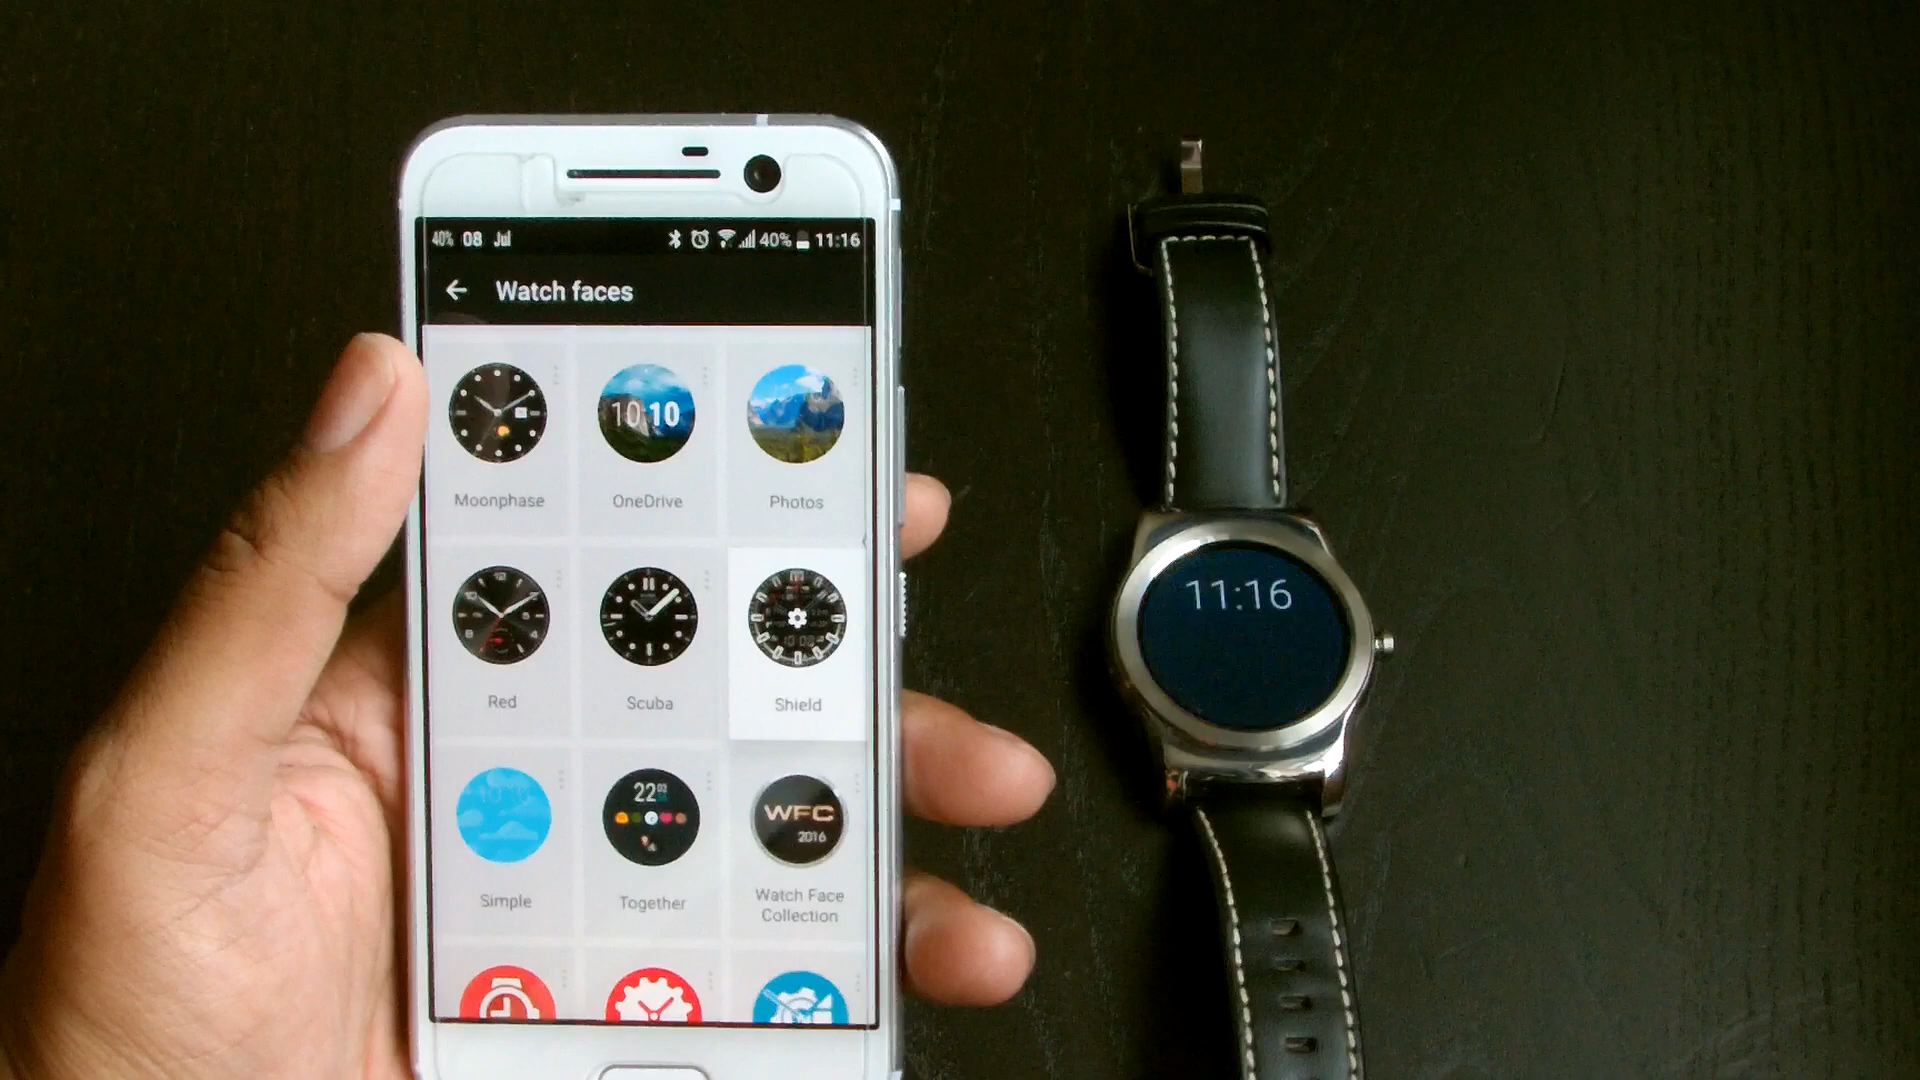 40% 08 Jul 40% 11:16
Watch faces
10 10
Moonphase OneDrive Photos
11:16
Red Scuba Shield
22 03
WFC
2016
Simple Together Watch Face
Collection